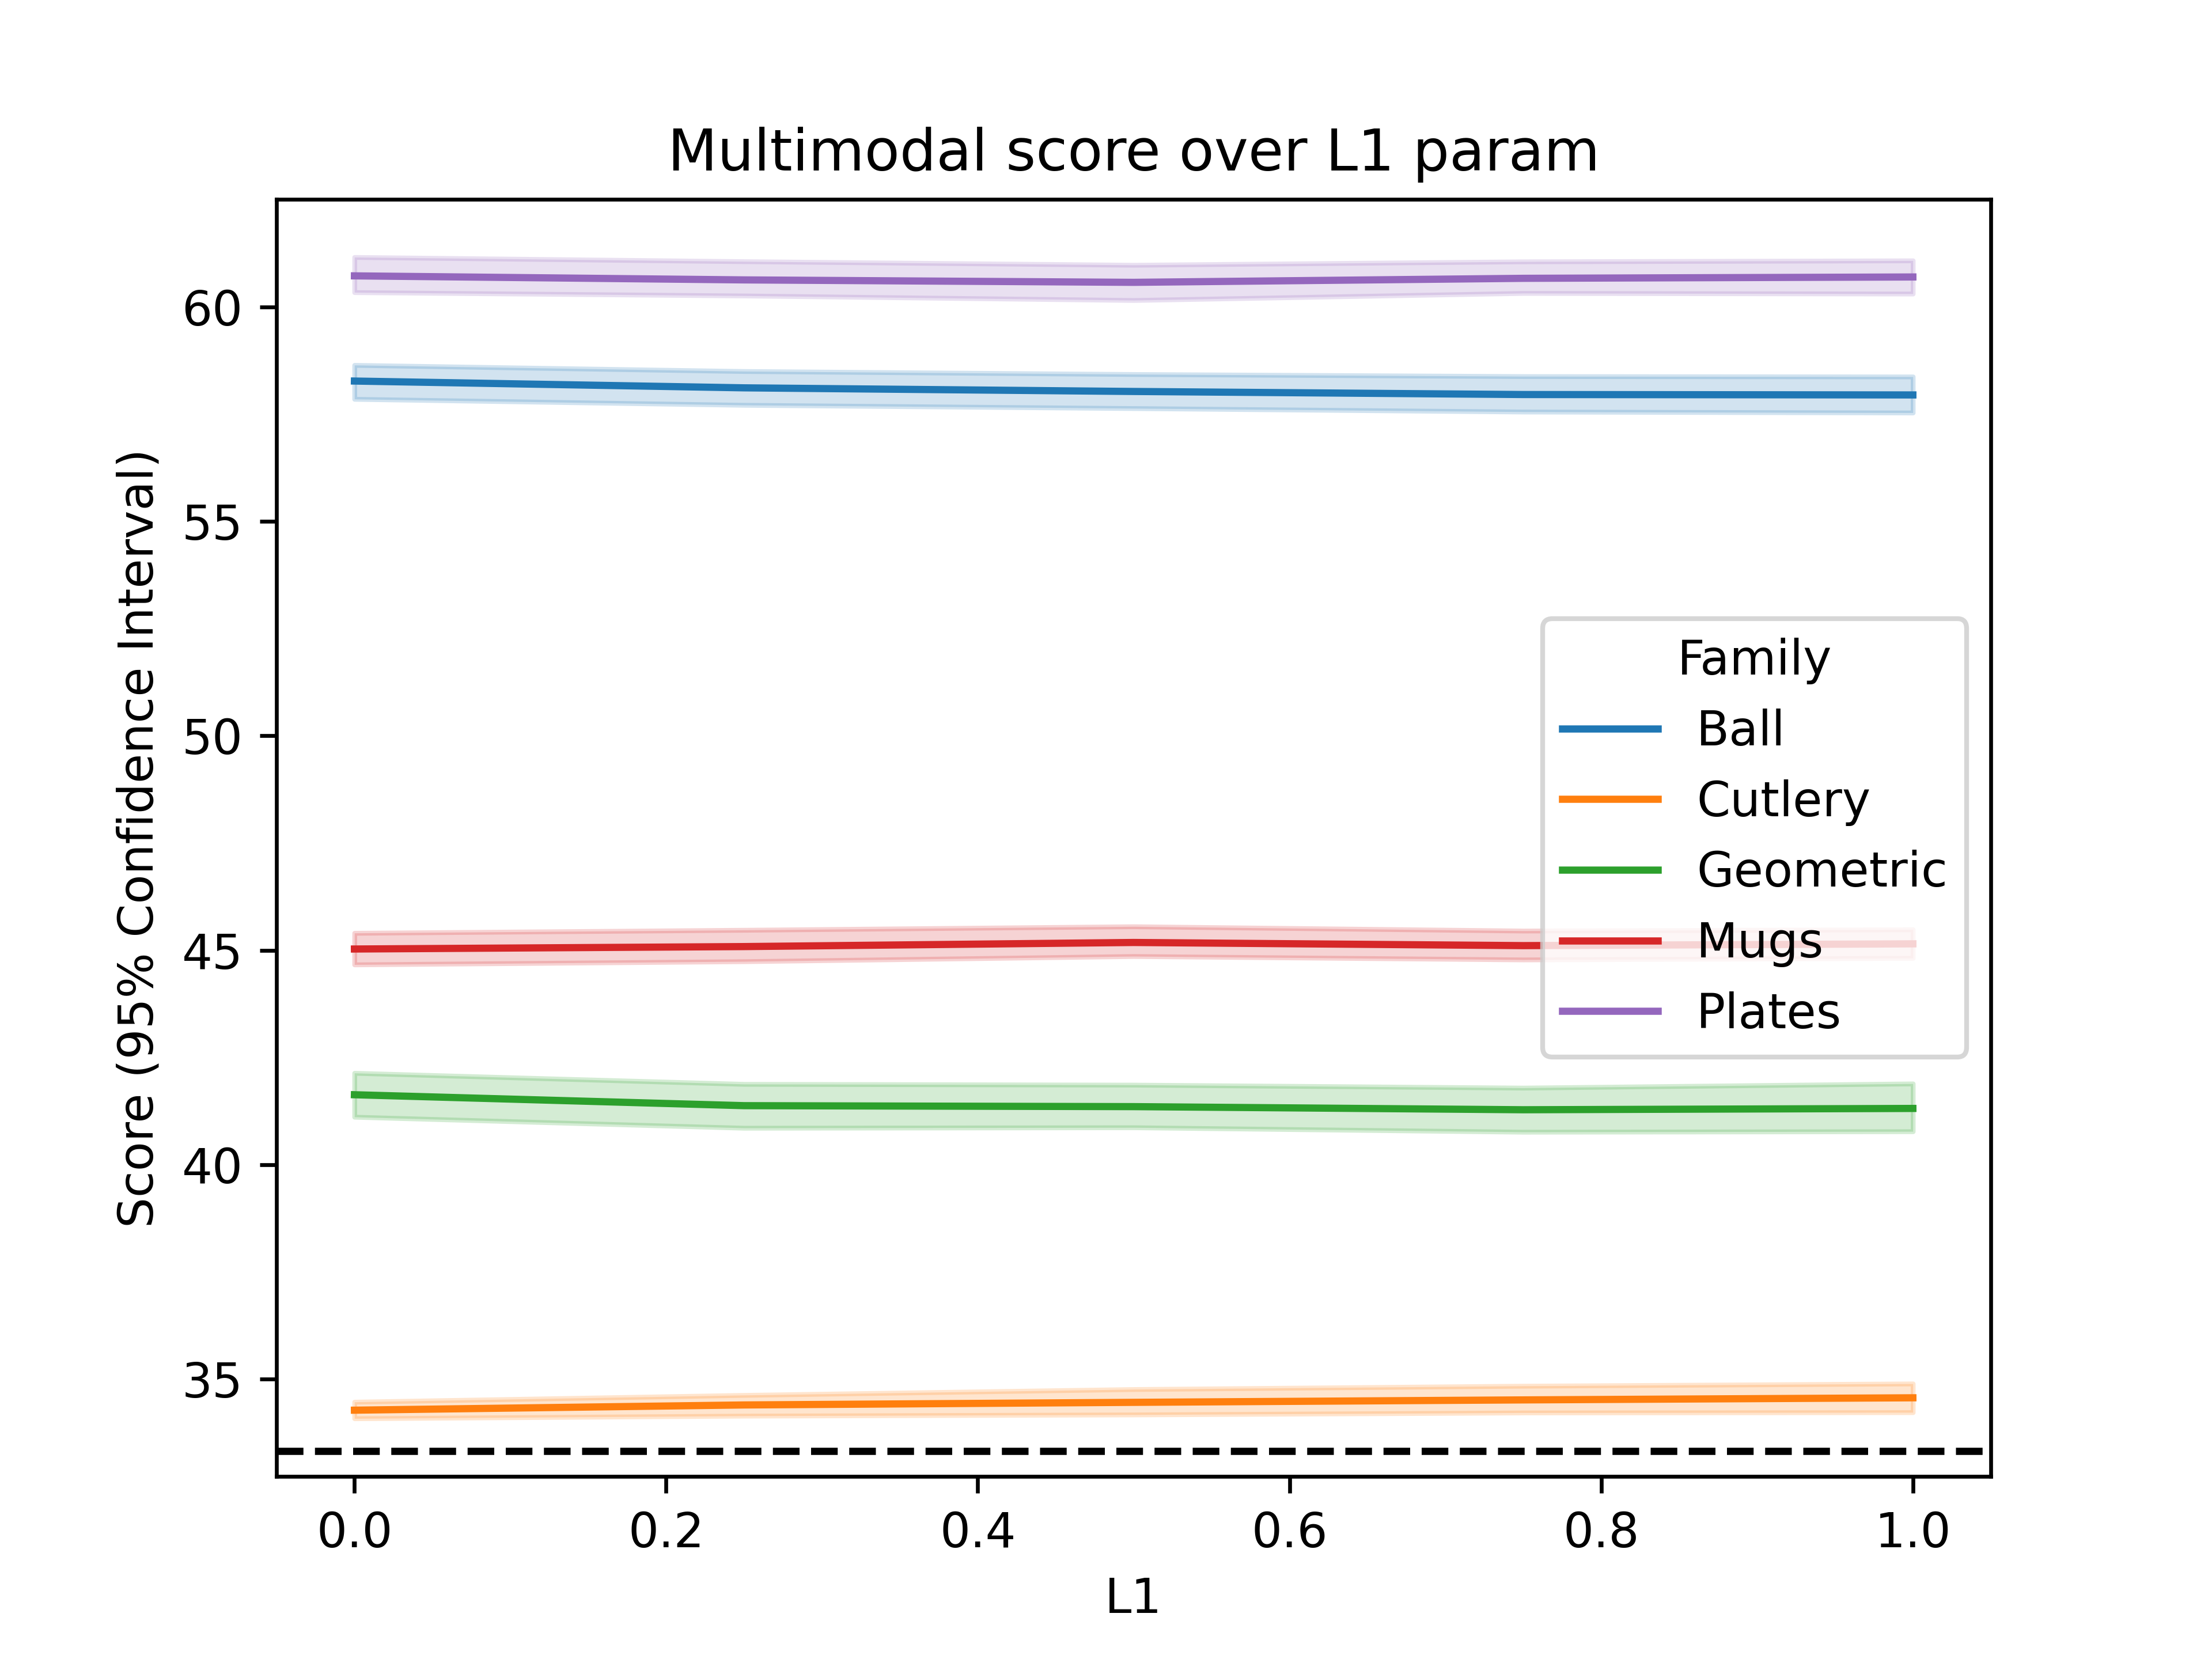 Multimodal score over L1 param
Score (95% Confidence Interval)
60
55
50
45
40
35
Family
Ball
Cutlery
Geometric
Mugs
Plates
0.0 0.2 0.4 0.6 0.8 1.0
L1